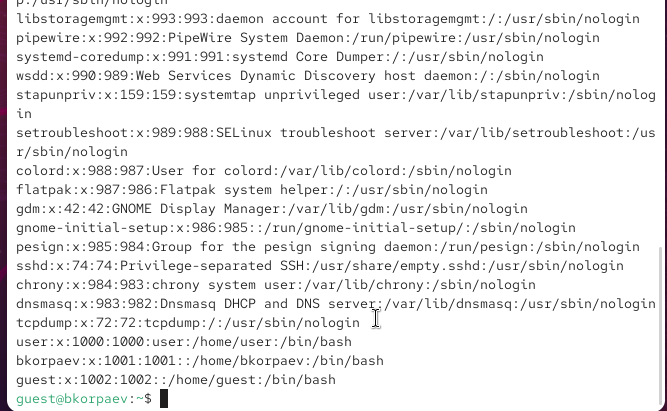 p:/usr/sbin/nologin
libstoragemgmt:x:993:993:daemon account for libstoragemgmt:/:/usr/sbin/nologin
pipewire:x:992:992:PipeWire System Daemon:/run/pipewire:/usr/sbin/nologin
systemd-coredump:x:991:991:systemd Core Dumper:/:/usr/sbin/nologin
wsdd:x:990:989:Web Services Dynamic Discovery host daemon:/:/sbin/nologin
stapunpriv:x:159:159:systemtap unprivileged user:/var/lib/stapunpriv:/sbin/nolog
in
setroubleshoot:x:989:988:SELinux troubleshoot server:/var/lib/setroubleshoot:/us
r/sbin/nologin
colord:x:988:987:User for colord:/var/lib/colord:/sbin/nologin
flatpak:x:987:986:Flatpak system helper:/:/usr/sbin/nologin
gdm:x:42:42:GNOME Display Manager:/var/lib/gdm:/usr/sbin/nologin
gnome-initial-setup:x:986:985::/run/gnome-initial-setup/:/sbin/nologin
pesign:x:985:984:Group for the pesign signing daemon:/run/pesign:/sbin/nologin
sshd:x:74:74:Privilege-separated SSH:/usr/share/empty.sshd:/usr/sbin/nologin
chrony:x:984:983:chrony system user:/var/lib/chrony:/sbin/nologin
dnsmasq:x:983:982:Dnsmasq DHCP and DNS server:/var/lib/dnsmasq:/usr/sbin/nologin
tcpdump:x:72:72:tcpdump:/:/usr/sbin/nologin
user:x:1000:1000:user:/home/user:/bin/bash
bkorpaev:x:1001:1001::/home/bkorpaev:/bin/bash
guest:x:1002:1002::/home/guest:/bin/bash
guest@bkorpaev:~$